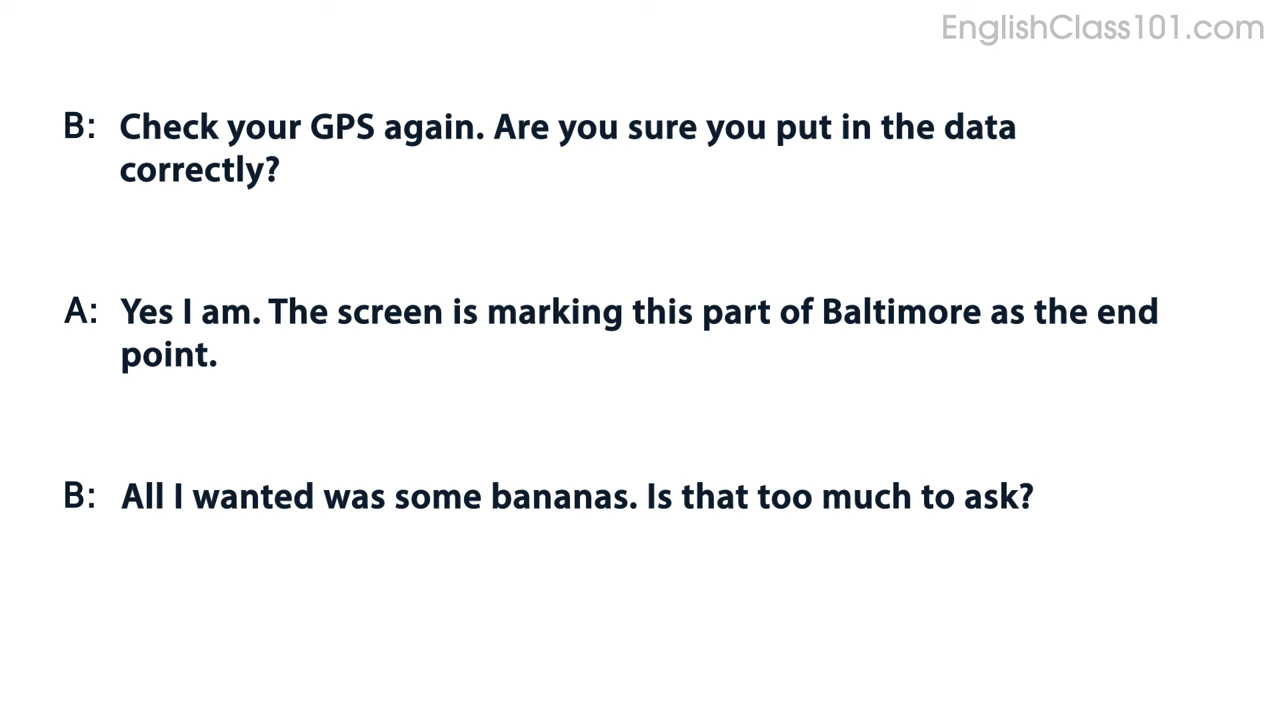 EnglishClass101.com
B: Check your GPS again. Are you sure you put in the data
correctly?
A: Yes I am. The screen is marking this part of Baltimore as the end
point.
B: All I wanted was some bananas. Is that too much to ask?